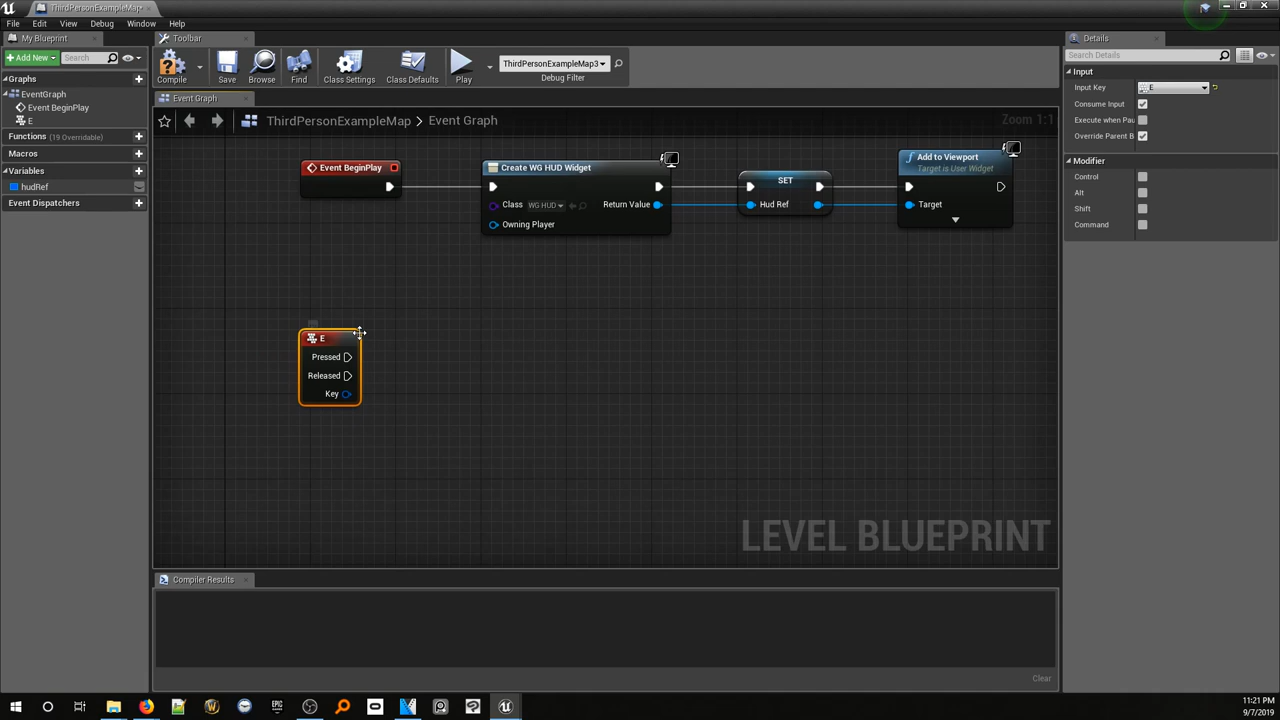 ThirdPersonExampleMap*
File Edit View Debug Window Help
My Blueprint
Toolbar
Details
Add New
Search
Compile
Save
Browse
Find
Class Settings
Class Defaults
Play
ThirdPersonExampleMap3
Debug Filter
Search Details
Graphs
EventGraph
Event BeginPlay
E
Functions (19 Overridable)
Macros
Variables
hudRef
Event Dispatchers
Event Graph
ThirdPersonExampleMap > Event Graph
Zoom 1:1
Event BeginPlay
Create WG HUD Widget
Class WG HUD
Return Value
Owning Player
SET
Hud Ref
Add to Viewport
Target is User Widget
Target
E
Pressed
Released
Key
LEVEL BLUEPRINT
Input
Input Key E
Consume Input
Execute when Pau
Override Parent B
Modifier
Control
Alt
Shift
Command
Compiler Results
Clear
11:21 PM
9/7/2019